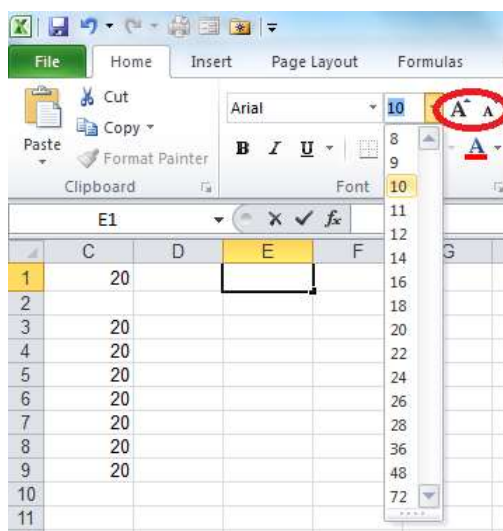 File Home Insert Page Layout Formulas
Cut
Copy
Format Painter
Paste
Clipboard
Arial 10 A A
B I U A
Font
8
9
10
11
12
14
16
18
20
22
24
26
28
36
48
72
E1 fx
C D E F G
1 20
2
3 20
4 20
5 20
6 20
7 20
8 20
9 20
10
11